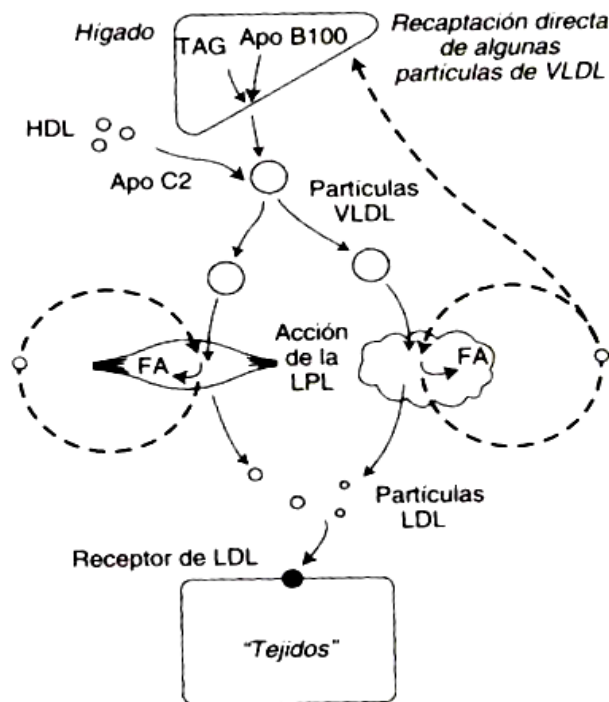 Hígado
TAG
Apo B100
Recaptación directa
de algunas
partículas de VLDL
HDL
Apo C2
Partículas
VLDL
Acción
de la
LPL
FA
FA
Partículas
LDL
Receptor de LDL
"Tejidos"